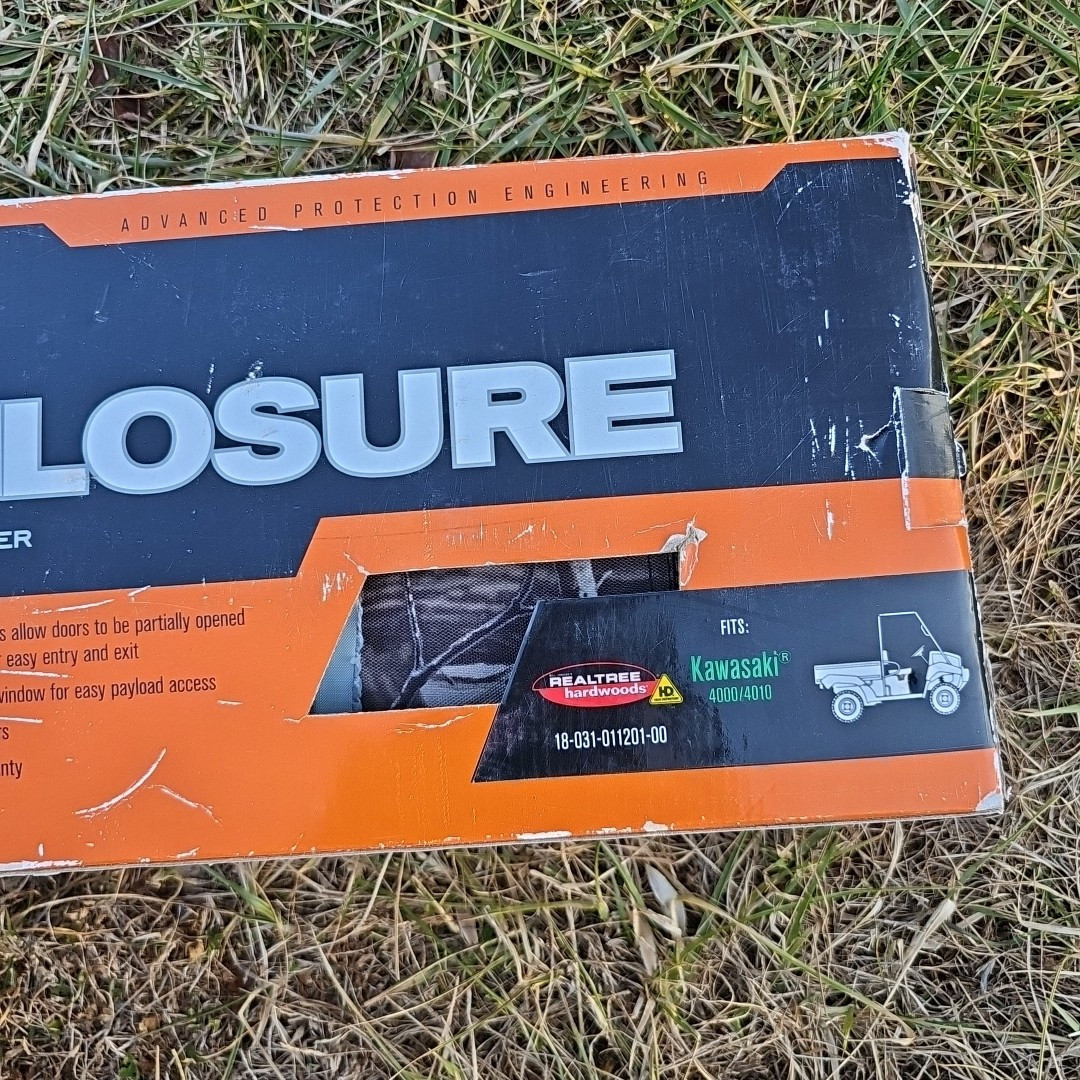 ADVANCED PROTECTION ENGINEERING
LOSURE
ER
s allow doors to be partially opened
easy entry and exit
window for easy payload access
rs
nty
FITS:
REALTREE
hardwoods
HD
Kawasaki®
4000/4010
18-031-011201-00